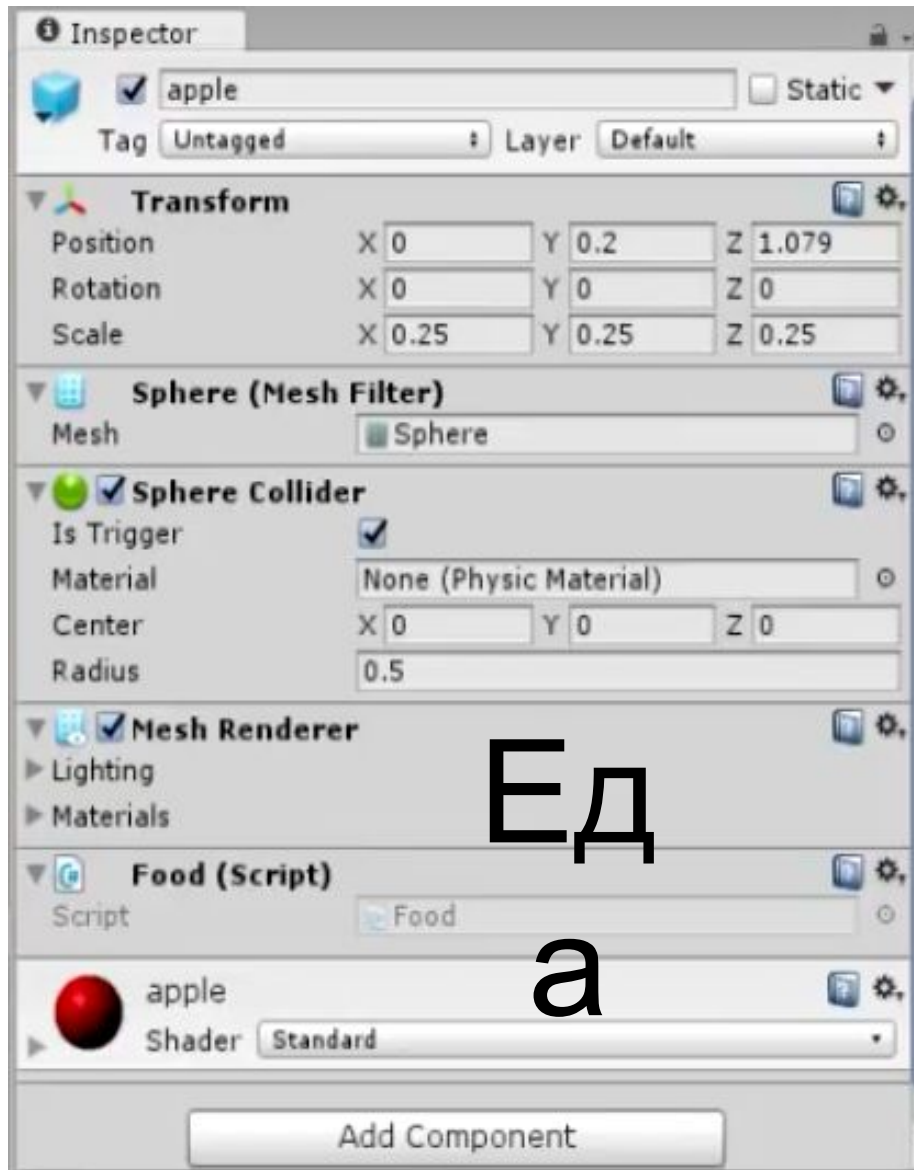 Inspector
apple Static
Tag Untagged Layer Default
Transform
Position X 0 Y 0.2 Z 1.079
Rotation X 0 Y 0 Z 0
Scale X 0.25 Y 0.25 Z 0.25
Sphere (Mesh Filter)
Mesh Sphere
Sphere Collider
Is Trigger
Material None (Physic Material)
Center X 0 Y 0 Z 0
Radius 0.5
Mesh Renderer
Lighting
Ед
Materials
Food (Script)
Script Food
а
apple
Shader Standard
Add Component